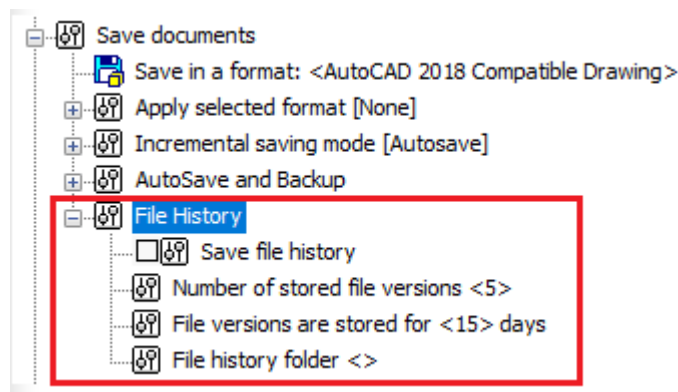 Save documents
Save in a format: <AutoCAD 2018 Compatible Drawing>
Apply selected format [None]
Incremental saving mode [Autosave]
AutoSave and Backup
File History
Save file history
Number of stored file versions <5>
File versions are stored for <15> days
File history folder <>